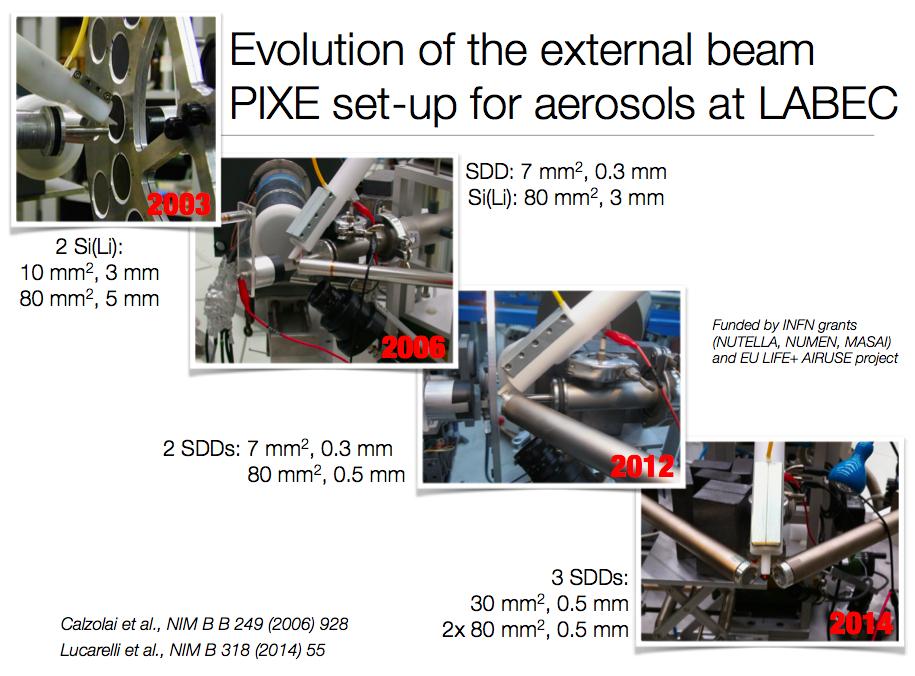 Evolution of the external beam
PIXE set-up for aerosols at LABEC
2003
SDD: 7 mm², 0.3 mm
Si(Li): 80 mm², 3 mm
2 Si(Li):
10 mm², 3 mm
80 mm², 5 mm
2006
Funded by INFN grants
(NUTELLA, NUMEN, MASAI)
and EU LIFE+ AIRUSE project
2 SDDs: 7 mm², 0.3 mm
80 mm², 0.5 mm
2012
3 SDDs:
30 mm², 0.5 mm
2x 80 mm², 0.5 mm
2014
Calzolai et al., NIM B B 249 (2006) 928
Lucarelli et al., NIM B 318 (2014) 55